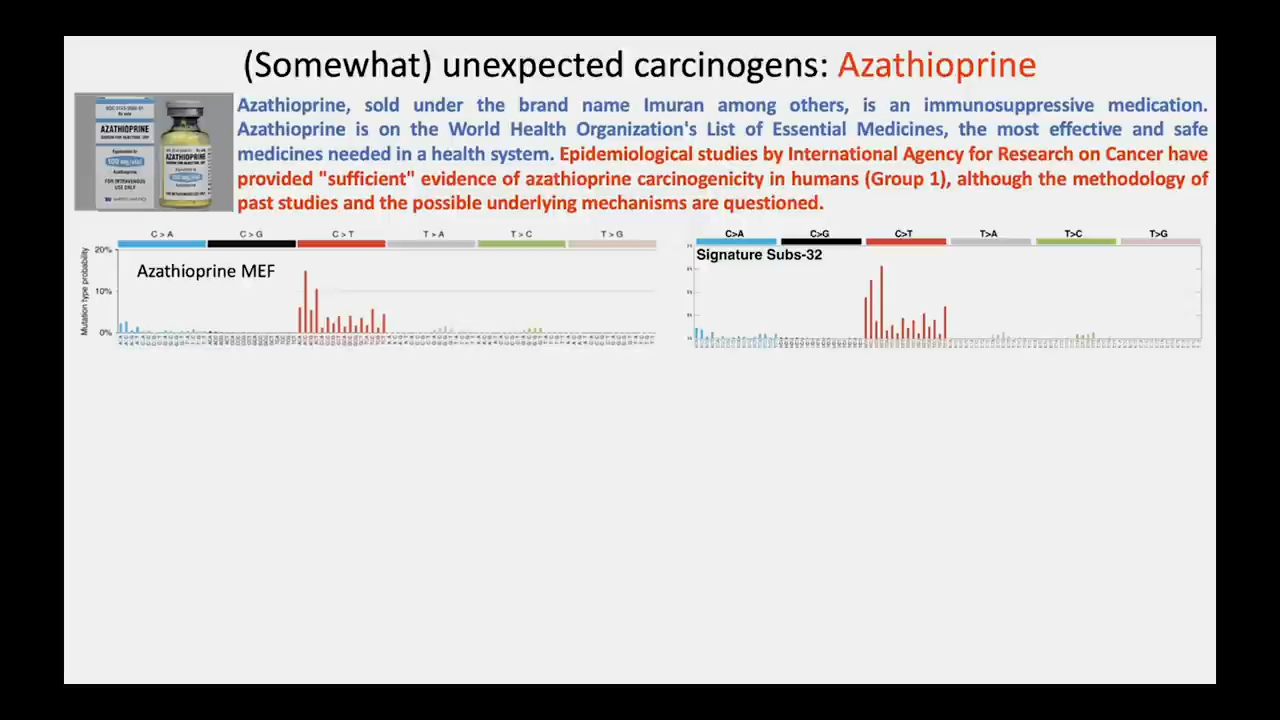 (Somewhat) unexpected carcinogens: Azathioprine
Azathioprine, sold under the brand name Imuran among others, is an immunosuppressive medication.
Azathioprine is on the World Health Organization's List of Essential Medicines, the most effective and safe
medicines needed in a health system. Epidemiological studies by International Agency for Research on Cancer have
provided "sufficient" evidence of azathioprine carcinogenicity in humans (Group 1), although the methodology of
past studies and the possible underlying mechanisms are questioned.
AZATHIOPRINE
100 mg/vial
AZATHIOPRINE
C > A C > G C > T T > A T > C T > G
20%
Azathioprine MEF
10%
0%
Mutation type probability
C>A C>G C>T T>A T>C T>G
Signature Subs-32